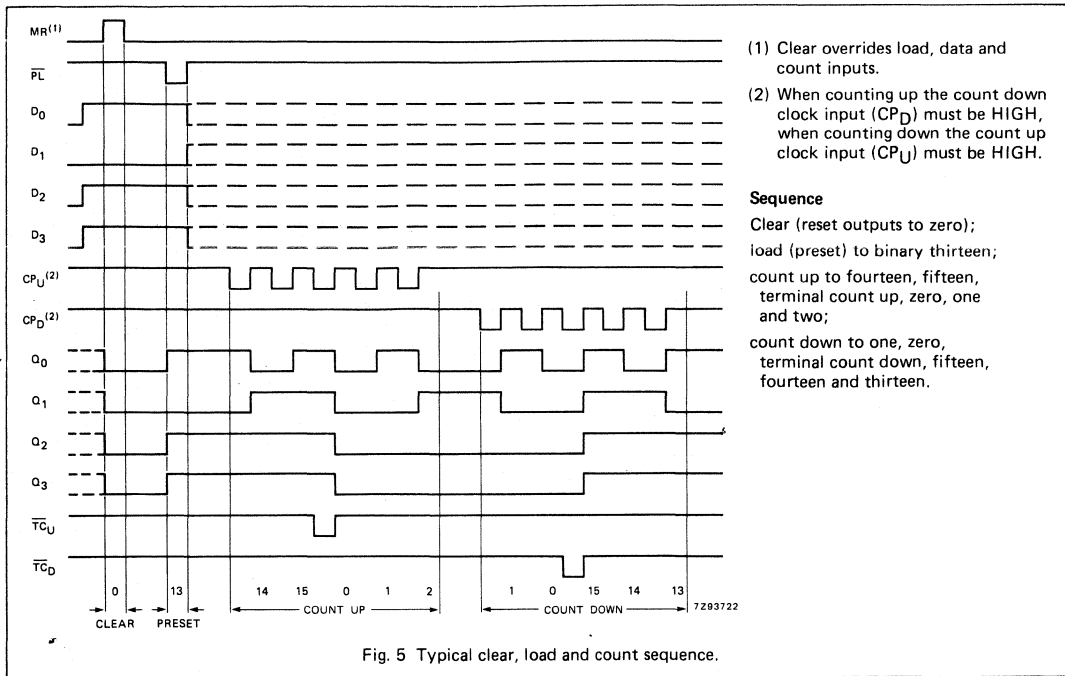 MR(1)
PL
D0
D1
D2
D3
CPU(2)
CPD(2)
Q0
Q1
Q2
Q3
TCU
TCD
0 13 14 15 0 1 2 1 0 15 14 13
CLEAR PRESET COUNT UP COUNT DOWN 7Z93722
(1) Clear overrides load, data and
count inputs.
(2) When counting up the count down
clock input (CPD) must be HIGH,
when counting down the count up
clock input (CPU) must be HIGH.
Sequence
Clear (reset outputs to zero);
load (preset) to binary thirteen;
count up to fourteen, fifteen,
terminal count up, zero, one
and two;
count down to one, zero,
terminal count down, fifteen,
fourteen and thirteen.
Fig. 5 Typical clear, load and count sequence.